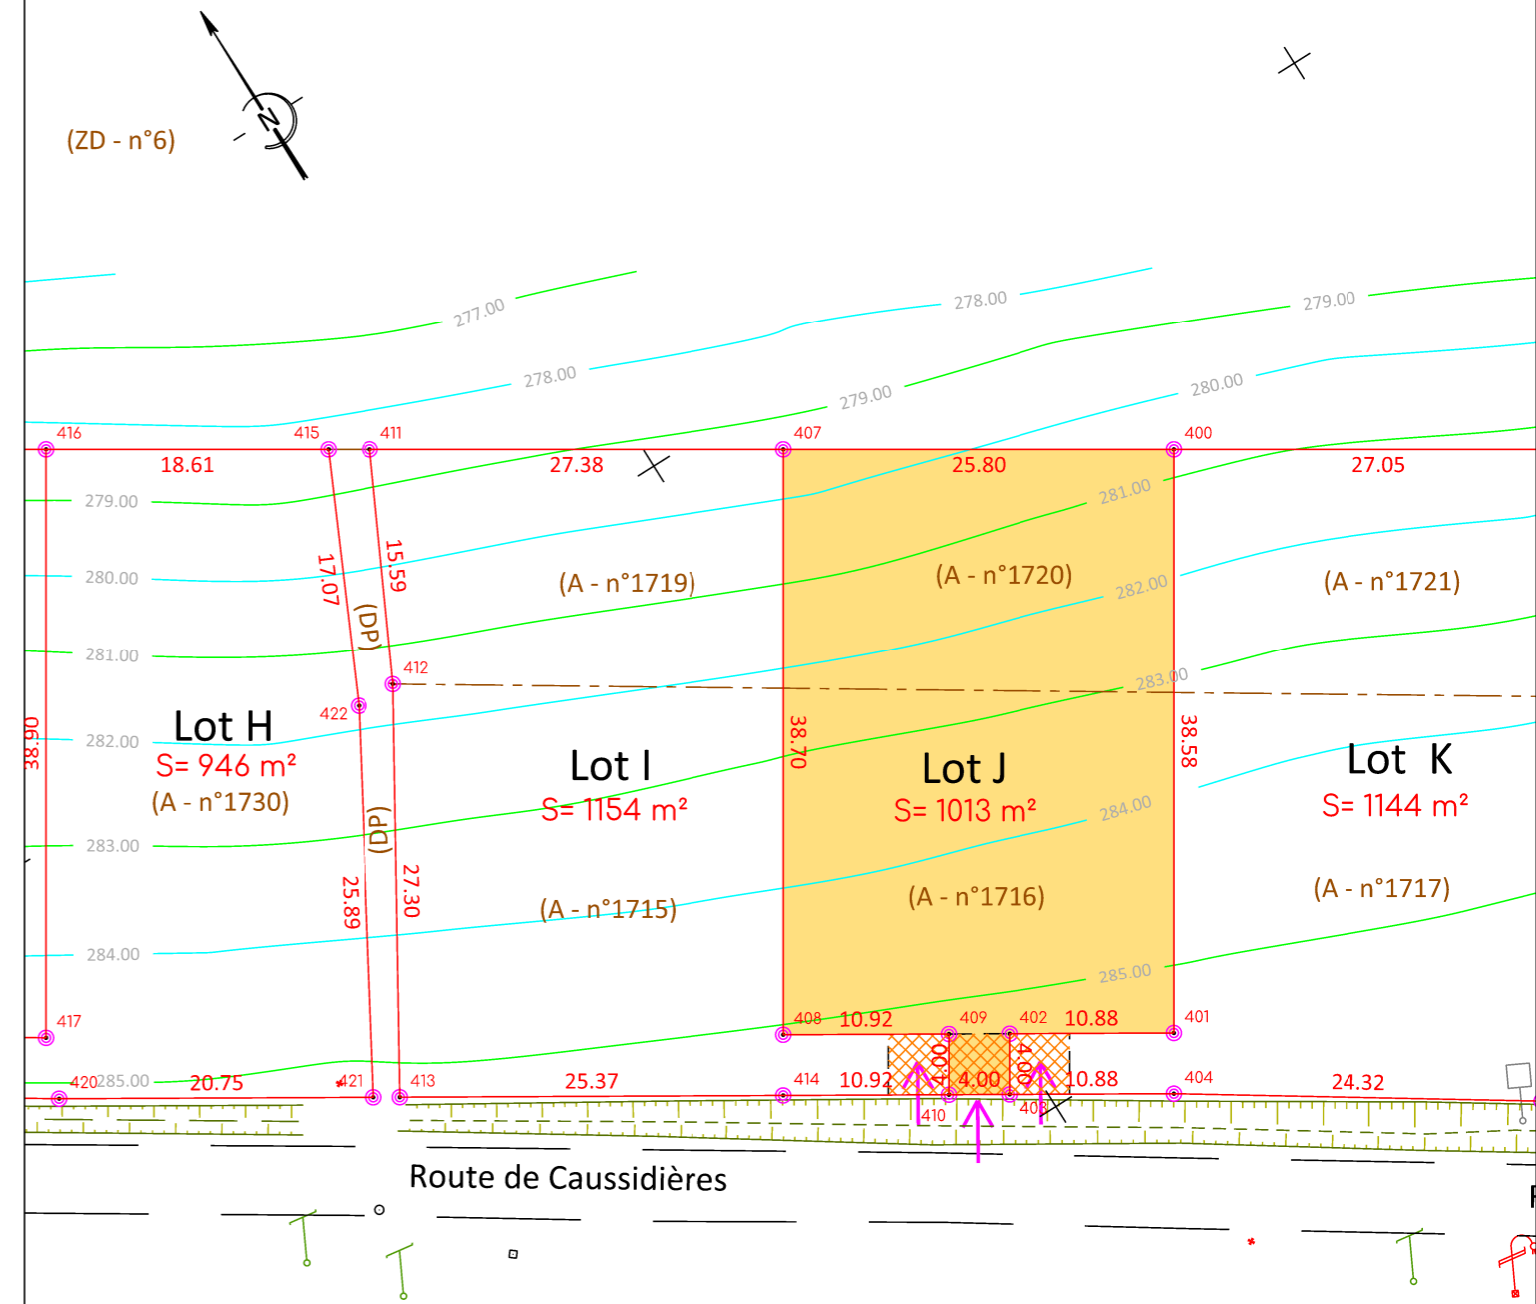 N
(ZD - n°6)
277.00
278.00
279.00
278.00
280.00
279.00
416
415
411
407
400
18.61
27.38
25.80
27.05
279.00
281.00
280.00
17.07
15.59
(A - n°1719)
(A - n°1720)
282.00
(A - n°1721)
(DP)
281.00
412
283.00
422
38.90
282.00
Lot H
S= 946 m²
(A - n°1730)
38.70
38.58
Lot I
S= 1154 m²
Lot J
S= 1013 m²
Lot K
S= 1144 m²
284.00
(DP)
283.00
25.89
27.30
(A - n°1715)
(A - n°1716)
(A - n°1717)
284.00
285.00
417
408
10.92
409
402
10.88
401
4.00
4.00
420
285.00
20.75
421
413
25.37
414
10.92
4.00
10.88
404
24.32
410
403
Route de Caussidières